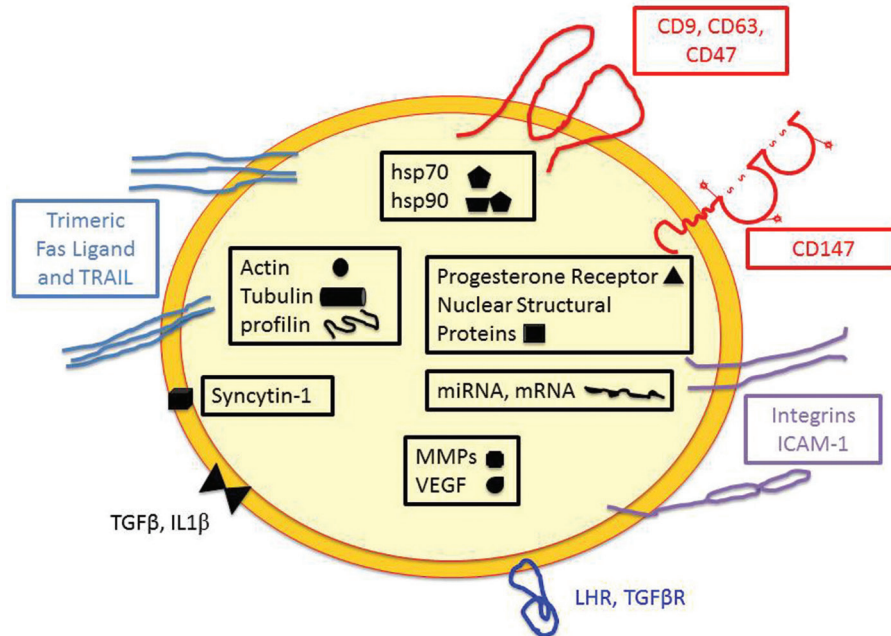 CD9, CD63,
CD47
hsp70
hsp90
Trimeric
Fas Ligand
and TRAIL
S
S
S
S
CD147
Actin
Tubulin
profilin
Progesterone Receptor
Nuclear Structural
Proteins
Syncytin-1
miRNA, mRNA
Integrins
ICAM-1
MMPs
VEGF
TGFβ, IL1β
LHR, TGFβR